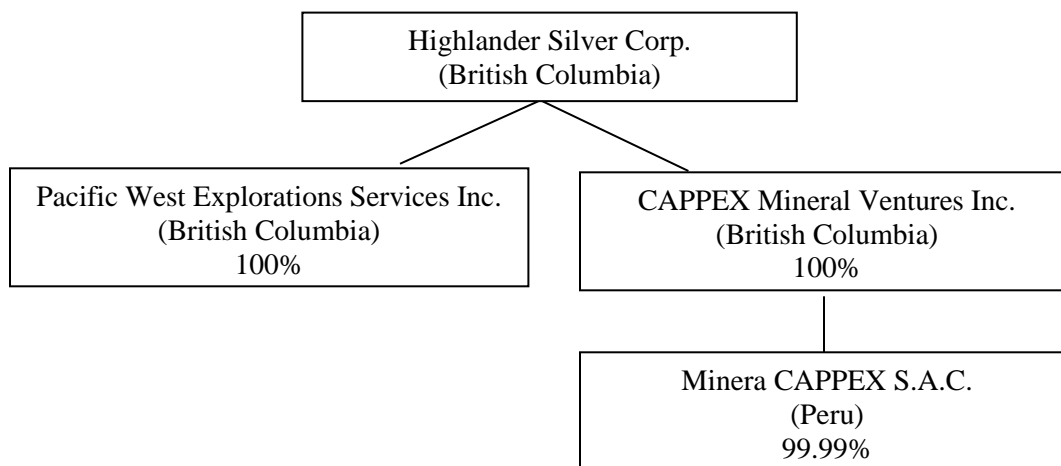 Highlander Silver Corp.
(British Columbia)
Pacific West Explorations Services Inc.
(British Columbia)
100%
CAPPEX Mineral Ventures Inc.
(British Columbia)
100%
Minera CAPPEX S.A.C.
(Peru)
99.99%